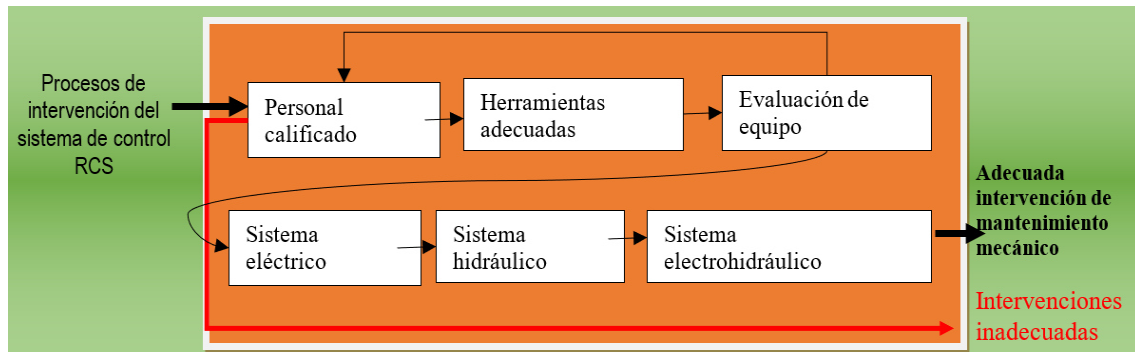 Procesos de
intervención del
sistema de control
RCS
Personal
calificado
Herramientas
adecuadas
Evaluación de
equipo
Sistema
eléctrico
Sistema
hidráulico
Sistema
electrohidráulico
Adecuada
intervención de
mantenimiento
mecánico
Intervenciones
inadecuadas